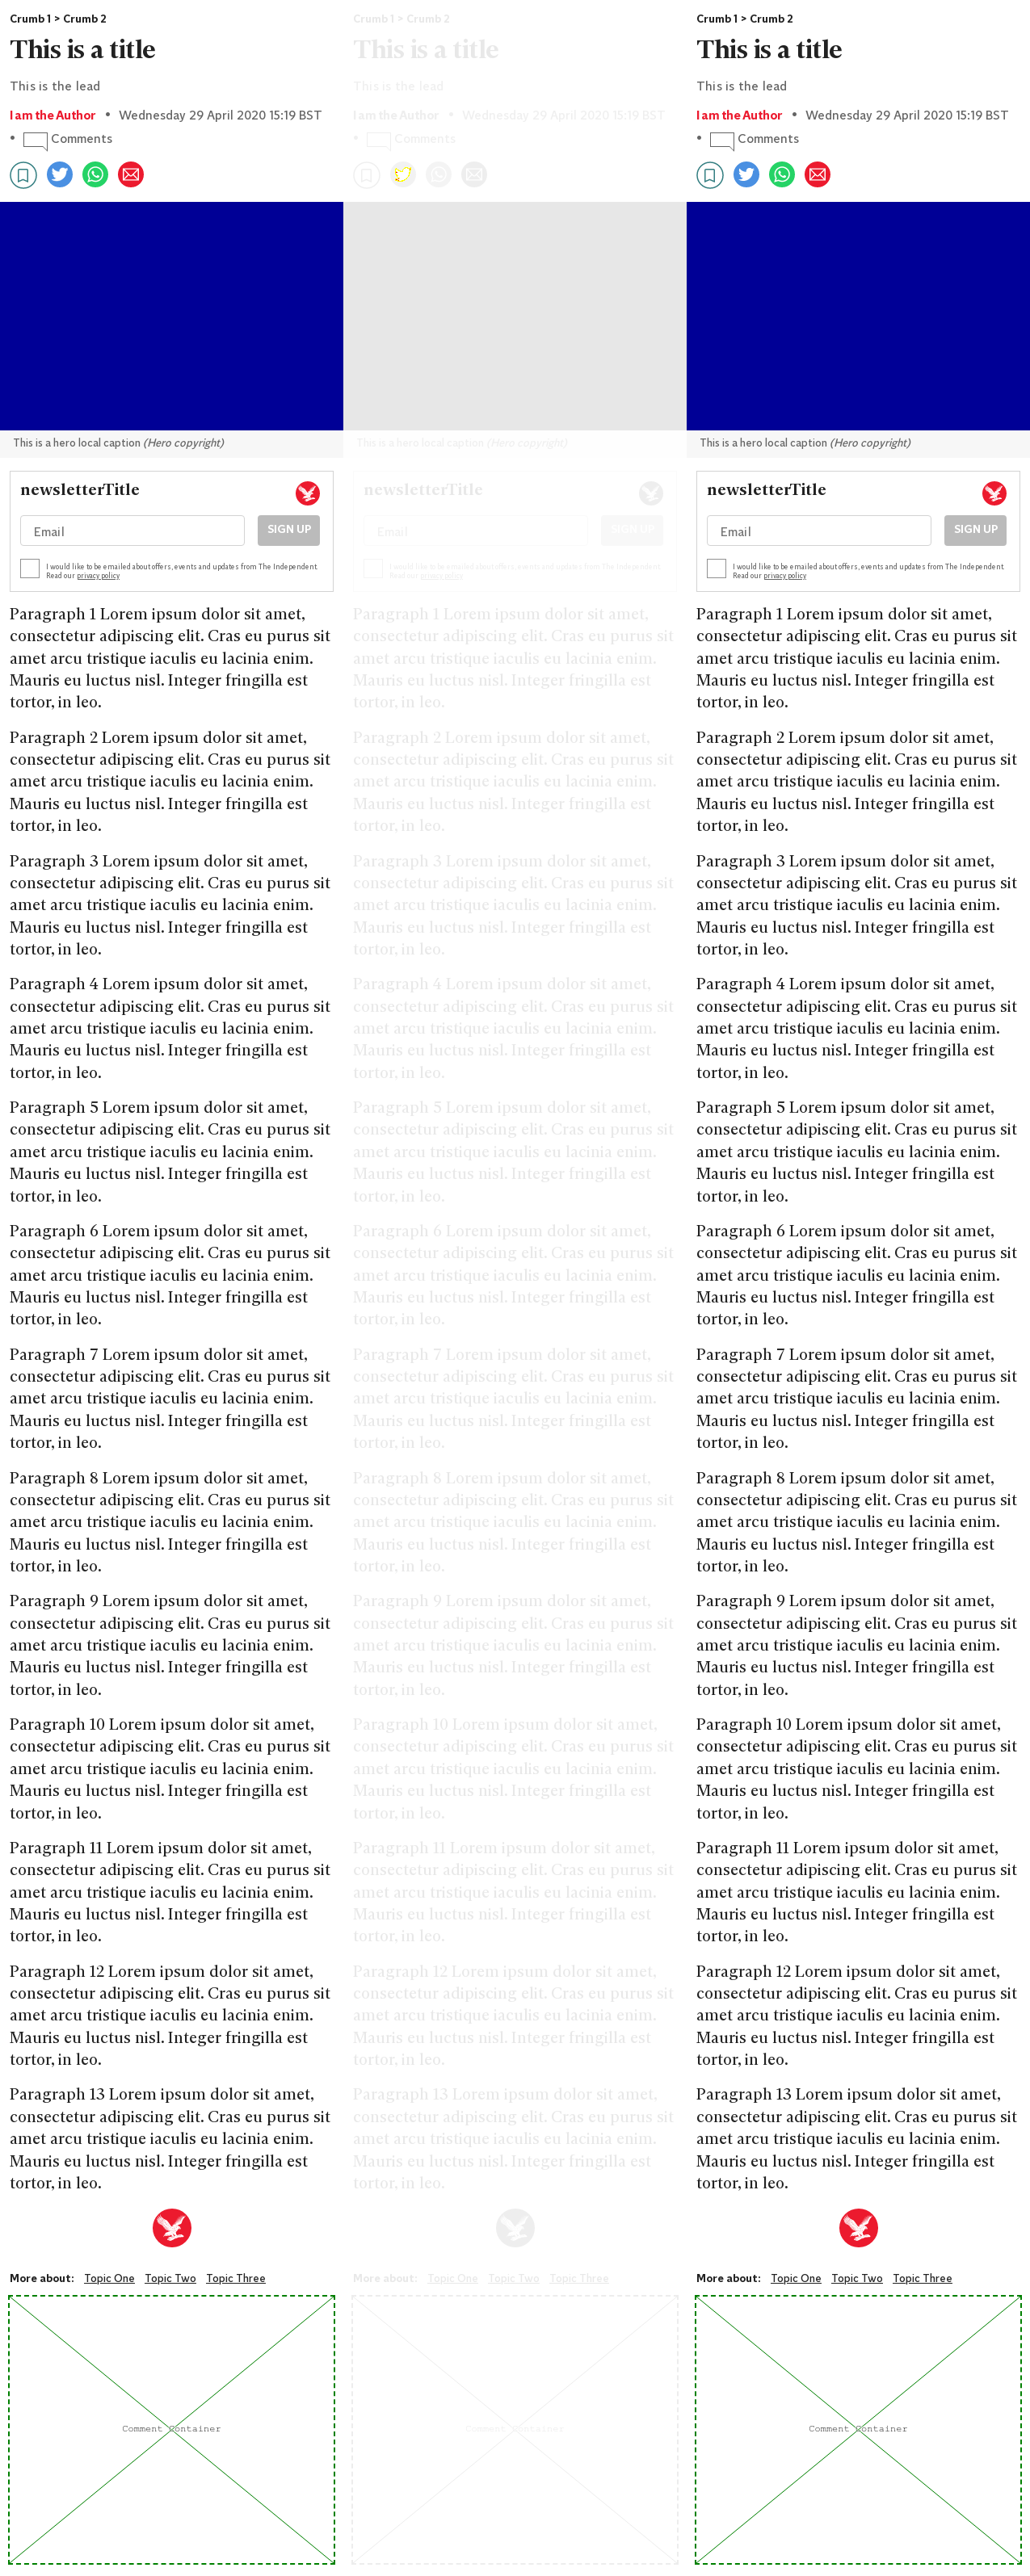 Crumb 1 > Crumb 2
This is a title
This is the lead
I am the Author • Wednesday 29 April 2020 15:19 BST
• Comments
This is a hero local caption (Hero copyright)
newsletterTitle
Email
SIGN UP
I would like to be emailed about offers, events and updates from The Independent.
Read our privacy policy
Paragraph 1 Lorem ipsum dolor sit amet,
consectetur adipiscing elit. Cras eu purus sit
amet arcu tristique iaculis eu lacinia enim.
Mauris eu luctus nisl. Integer fringilla est
tortor, in leo.
Paragraph 2 Lorem ipsum dolor sit amet,
consectetur adipiscing elit. Cras eu purus sit
amet arcu tristique iaculis eu lacinia enim.
Mauris eu luctus nisl. Integer fringilla est
tortor, in leo.
Paragraph 3 Lorem ipsum dolor sit amet,
consectetur adipiscing elit. Cras eu purus sit
amet arcu tristique iaculis eu lacinia enim.
Mauris eu luctus nisl. Integer fringilla est
tortor, in leo.
Paragraph 4 Lorem ipsum dolor sit amet,
consectetur adipiscing elit. Cras eu purus sit
amet arcu tristique iaculis eu lacinia enim.
Mauris eu luctus nisl. Integer fringilla est
tortor, in leo.
Paragraph 5 Lorem ipsum dolor sit amet,
consectetur adipiscing elit. Cras eu purus sit
amet arcu tristique iaculis eu lacinia enim.
Mauris eu luctus nisl. Integer fringilla est
tortor, in leo.
Paragraph 6 Lorem ipsum dolor sit amet,
consectetur adipiscing elit. Cras eu purus sit
amet arcu tristique iaculis eu lacinia enim.
Mauris eu luctus nisl. Integer fringilla est
tortor, in leo.
Paragraph 7 Lorem ipsum dolor sit amet,
consectetur adipiscing elit. Cras eu purus sit
amet arcu tristique iaculis eu lacinia enim.
Mauris eu luctus nisl. Integer fringilla est
tortor, in leo.
Paragraph 8 Lorem ipsum dolor sit amet,
consectetur adipiscing elit. Cras eu purus sit
amet arcu tristique iaculis eu lacinia enim.
Mauris eu luctus nisl. Integer fringilla est
tortor, in leo.
Paragraph 9 Lorem ipsum dolor sit amet,
consectetur adipiscing elit. Cras eu purus sit
amet arcu tristique iaculis eu lacinia enim.
Mauris eu luctus nisl. Integer fringilla est
tortor, in leo.
Paragraph 10 Lorem ipsum dolor sit amet,
consectetur adipiscing elit. Cras eu purus sit
amet arcu tristique iaculis eu lacinia enim.
Mauris eu luctus nisl. Integer fringilla est
tortor, in leo.
Paragraph 11 Lorem ipsum dolor sit amet,
consectetur adipiscing elit. Cras eu purus sit
amet arcu tristique iaculis eu lacinia enim.
Mauris eu luctus nisl. Integer fringilla est
tortor, in leo.
Paragraph 12 Lorem ipsum dolor sit amet,
consectetur adipiscing elit. Cras eu purus sit
amet arcu tristique iaculis eu lacinia enim.
Mauris eu luctus nisl. Integer fringilla est
tortor, in leo.
Paragraph 13 Lorem ipsum dolor sit amet,
consectetur adipiscing elit. Cras eu purus sit
amet arcu tristique iaculis eu lacinia enim.
Mauris eu luctus nisl. Integer fringilla est
tortor, in leo.
More about: Topic One Topic Two Topic Three
Comment Container
Crumb 1 > Crumb 2
This is a title
This is the lead
I am the Author • Wednesday 29 April 2020 15:19 BST
• Comments
This is a hero local caption (Hero copyright)
newsletterTitle
Email
SIGN UP
I would like to be emailed about offers, events and updates from The Independent.
Read our privacy policy
Paragraph 1 Lorem ipsum dolor sit amet,
consectetur adipiscing elit. Cras eu purus sit
amet arcu tristique iaculis eu lacinia enim.
Mauris eu luctus nisl. Integer fringilla est
tortor, in leo.
Paragraph 2 Lorem ipsum dolor sit amet,
consectetur adipiscing elit. Cras eu purus sit
amet arcu tristique iaculis eu lacinia enim.
Mauris eu luctus nisl. Integer fringilla est
tortor, in leo.
Paragraph 3 Lorem ipsum dolor sit amet,
consectetur adipiscing elit. Cras eu purus sit
amet arcu tristique iaculis eu lacinia enim.
Mauris eu luctus nisl. Integer fringilla est
tortor, in leo.
Paragraph 4 Lorem ipsum dolor sit amet,
consectetur adipiscing elit. Cras eu purus sit
amet arcu tristique iaculis eu lacinia enim.
Mauris eu luctus nisl. Integer fringilla est
tortor, in leo.
Paragraph 5 Lorem ipsum dolor sit amet,
consectetur adipiscing elit. Cras eu purus sit
amet arcu tristique iaculis eu lacinia enim.
Mauris eu luctus nisl. Integer fringilla est
tortor, in leo.
Paragraph 6 Lorem ipsum dolor sit amet,
consectetur adipiscing elit. Cras eu purus sit
amet arcu tristique iaculis eu lacinia enim.
Mauris eu luctus nisl. Integer fringilla est
tortor, in leo.
Paragraph 7 Lorem ipsum dolor sit amet,
consectetur adipiscing elit. Cras eu purus sit
amet arcu tristique iaculis eu lacinia enim.
Mauris eu luctus nisl. Integer fringilla est
tortor, in leo.
Paragraph 8 Lorem ipsum dolor sit amet,
consectetur adipiscing elit. Cras eu purus sit
amet arcu tristique iaculis eu lacinia enim.
Mauris eu luctus nisl. Integer fringilla est
tortor, in leo.
Paragraph 9 Lorem ipsum dolor sit amet,
consectetur adipiscing elit. Cras eu purus sit
amet arcu tristique iaculis eu lacinia enim.
Mauris eu luctus nisl. Integer fringilla est
tortor, in leo.
Paragraph 10 Lorem ipsum dolor sit amet,
consectetur adipiscing elit. Cras eu purus sit
amet arcu tristique iaculis eu lacinia enim.
Mauris eu luctus nisl. Integer fringilla est
tortor, in leo.
Paragraph 11 Lorem ipsum dolor sit amet,
consectetur adipiscing elit. Cras eu purus sit
amet arcu tristique iaculis eu lacinia enim.
Mauris eu luctus nisl. Integer fringilla est
tortor, in leo.
Paragraph 12 Lorem ipsum dolor sit amet,
consectetur adipiscing elit. Cras eu purus sit
amet arcu tristique iaculis eu lacinia enim.
Mauris eu luctus nisl. Integer fringilla est
tortor, in leo.
Paragraph 13 Lorem ipsum dolor sit amet,
consectetur adipiscing elit. Cras eu purus sit
amet arcu tristique iaculis eu lacinia enim.
Mauris eu luctus nisl. Integer fringilla est
tortor, in leo.
More about: Topic One Topic Two Topic Three
Comment Container
Crumb 1 > Crumb 2
This is a title
This is the lead
I am the Author • Wednesday 29 April 2020 15:19 BST
• Comments
This is a hero local caption (Hero copyright)
newsletterTitle
Email
SIGN UP
I would like to be emailed about offers, events and updates from The Independent.
Read our privacy policy
Paragraph 1 Lorem ipsum dolor sit amet,
consectetur adipiscing elit. Cras eu purus sit
amet arcu tristique iaculis eu lacinia enim.
Mauris eu luctus nisl. Integer fringilla est
tortor, in leo.
Paragraph 2 Lorem ipsum dolor sit amet,
consectetur adipiscing elit. Cras eu purus sit
amet arcu tristique iaculis eu lacinia enim.
Mauris eu luctus nisl. Integer fringilla est
tortor, in leo.
Paragraph 3 Lorem ipsum dolor sit amet,
consectetur adipiscing elit. Cras eu purus sit
amet arcu tristique iaculis eu lacinia enim.
Mauris eu luctus nisl. Integer fringilla est
tortor, in leo.
Paragraph 4 Lorem ipsum dolor sit amet,
consectetur adipiscing elit. Cras eu purus sit
amet arcu tristique iaculis eu lacinia enim.
Mauris eu luctus nisl. Integer fringilla est
tortor, in leo.
Paragraph 5 Lorem ipsum dolor sit amet,
consectetur adipiscing elit. Cras eu purus sit
amet arcu tristique iaculis eu lacinia enim.
Mauris eu luctus nisl. Integer fringilla est
tortor, in leo.
Paragraph 6 Lorem ipsum dolor sit amet,
consectetur adipiscing elit. Cras eu purus sit
amet arcu tristique iaculis eu lacinia enim.
Mauris eu luctus nisl. Integer fringilla est
tortor, in leo.
Paragraph 7 Lorem ipsum dolor sit amet,
consectetur adipiscing elit. Cras eu purus sit
amet arcu tristique iaculis eu lacinia enim.
Mauris eu luctus nisl. Integer fringilla est
tortor, in leo.
Paragraph 8 Lorem ipsum dolor sit amet,
consectetur adipiscing elit. Cras eu purus sit
amet arcu tristique iaculis eu lacinia enim.
Mauris eu luctus nisl. Integer fringilla est
tortor, in leo.
Paragraph 9 Lorem ipsum dolor sit amet,
consectetur adipiscing elit. Cras eu purus sit
amet arcu tristique iaculis eu lacinia enim.
Mauris eu luctus nisl. Integer fringilla est
tortor, in leo.
Paragraph 10 Lorem ipsum dolor sit amet,
consectetur adipiscing elit. Cras eu purus sit
amet arcu tristique iaculis eu lacinia enim.
Mauris eu luctus nisl. Integer fringilla est
tortor, in leo.
Paragraph 11 Lorem ipsum dolor sit amet,
consectetur adipiscing elit. Cras eu purus sit
amet arcu tristique iaculis eu lacinia enim.
Mauris eu luctus nisl. Integer fringilla est
tortor, in leo.
Paragraph 12 Lorem ipsum dolor sit amet,
consectetur adipiscing elit. Cras eu purus sit
amet arcu tristique iaculis eu lacinia enim.
Mauris eu luctus nisl. Integer fringilla est
tortor, in leo.
Paragraph 13 Lorem ipsum dolor sit amet,
consectetur adipiscing elit. Cras eu purus sit
amet arcu tristique iaculis eu lacinia enim.
Mauris eu luctus nisl. Integer fringilla est
tortor, in leo.
More about: Topic One Topic Two Topic Three
Comment Container